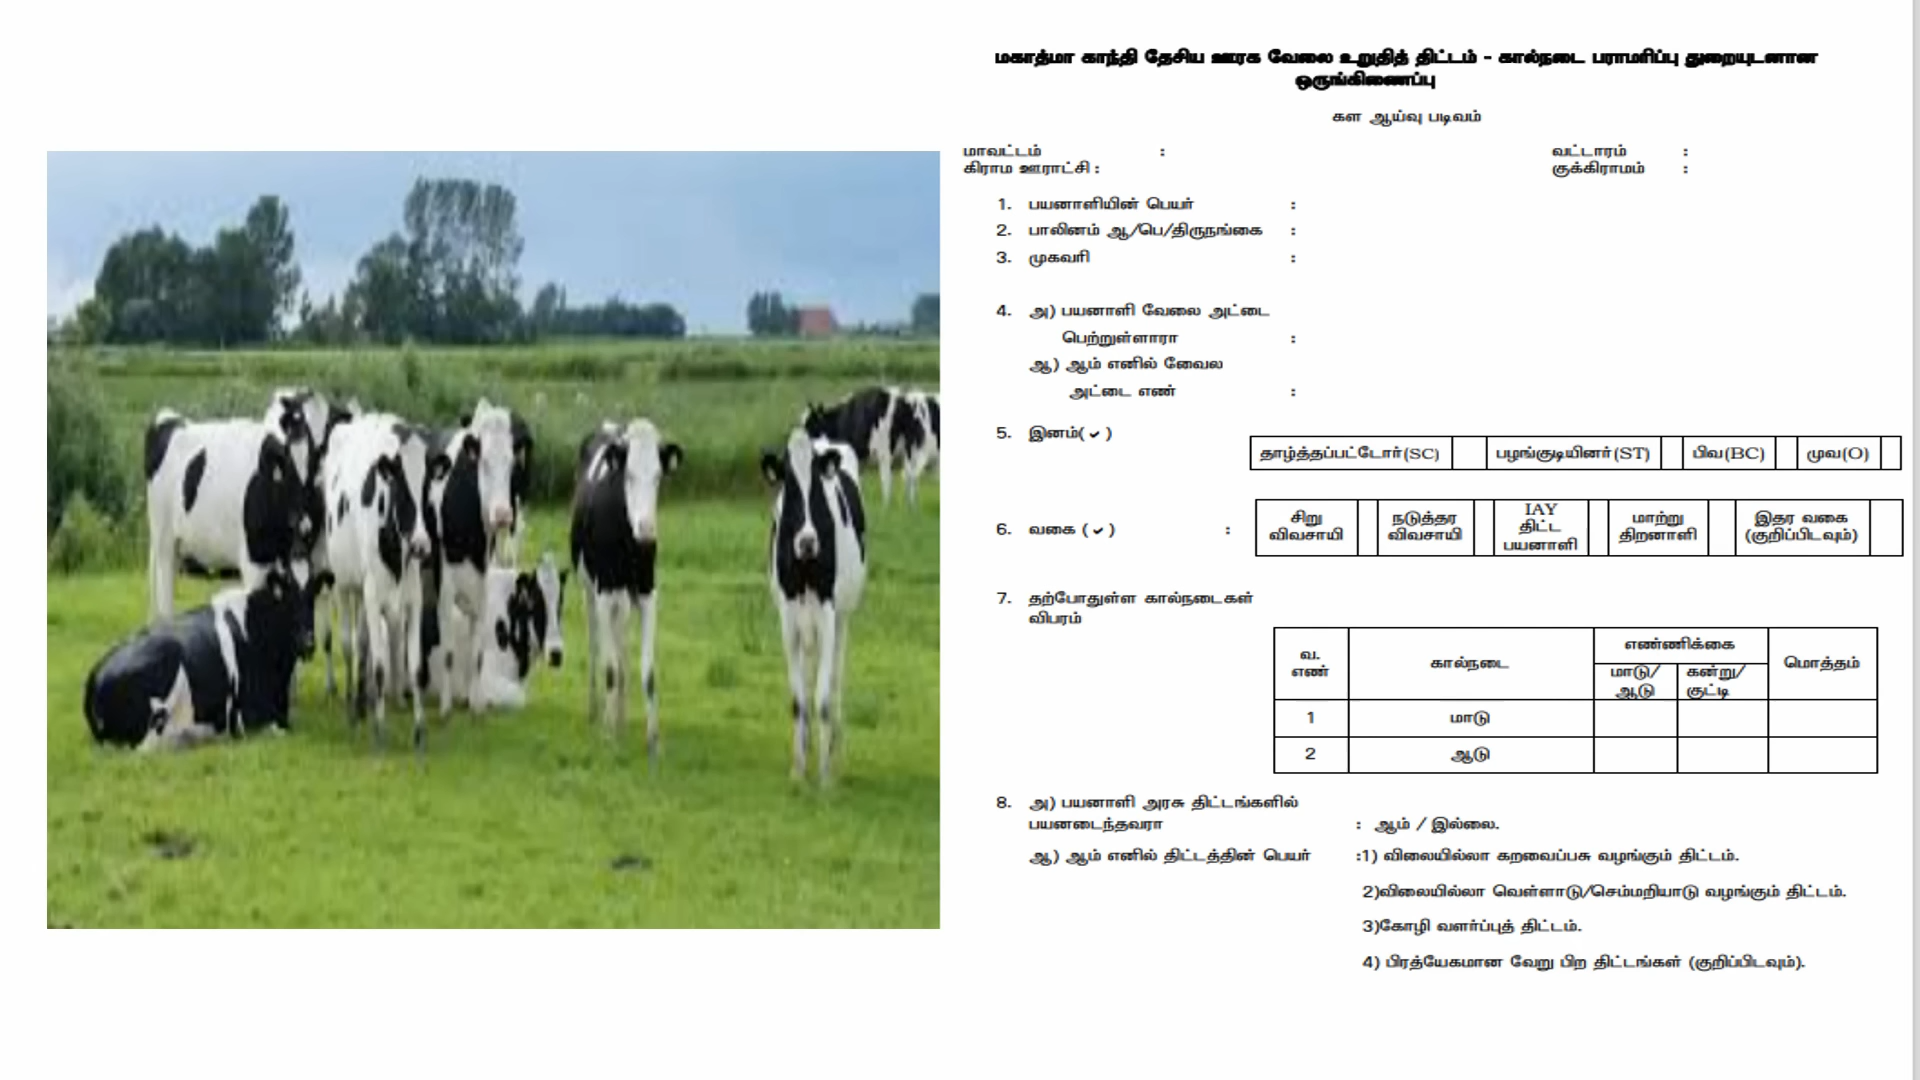 மகாத்மா காந்தி தேசிய ஊரக வேலை உறுதித் திட்டம் - கால்நடை பராமரிப்பு துறையுடனான
ஒருங்கிணைப்பு
கள ஆய்வு படிவம்
மாவட்டம் : வட்டாரம் :
கிராம ஊராட்சி : குக்கிராமம் :
1. பயனாளியின் பெயர் :
2. பாலினம் ஆ/பெ/திருநங்கை :
3. முகவரி :
4. அ) பயனாளி வேலை அட்டை
பெற்றுள்ளாரா :
ஆ) ஆம் எனில் வேைல
அட்டை எண் :
5. இனம்(✓)
தாழ்த்தப்பட்டோர்(SC) பழங்குடியினர்(ST) பிவ(BC) முவ(O)
6. வகை (✓) :
சிறு விவசாயி
நடுத்தர விவசாயி
IAY திட்ட பயனாளி
மாற்று திறனாளி
இதர வகை (குறிப்பிடவும்)
7. தற்போதுள்ள கால்நடைகள்
விபரம்
வ. எண்
கால்நடை
எண்ணிக்கை
மாடு/ ஆடு
கன்று/ குட்டி
மொத்தம்
1 மாடு
2 ஆடு
8. அ) பயனாளி அரசு திட்டங்களில்
பயனடைந்தவரா : ஆம் / இல்லை.
ஆ) ஆம் எனில் திட்டத்தின் பெயர் :1) விலையில்லா கறவைப்பசு வழங்கும் திட்டம்.
2)விலையில்லா வெள்ளாடு/செம்மறியாடு வழங்கும் திட்டம்.
3)கோழி வளர்ப்புத் திட்டம்.
4) பிரத்யேகமான வேறு பிற திட்டங்கள் (குறிப்பிடவும்).